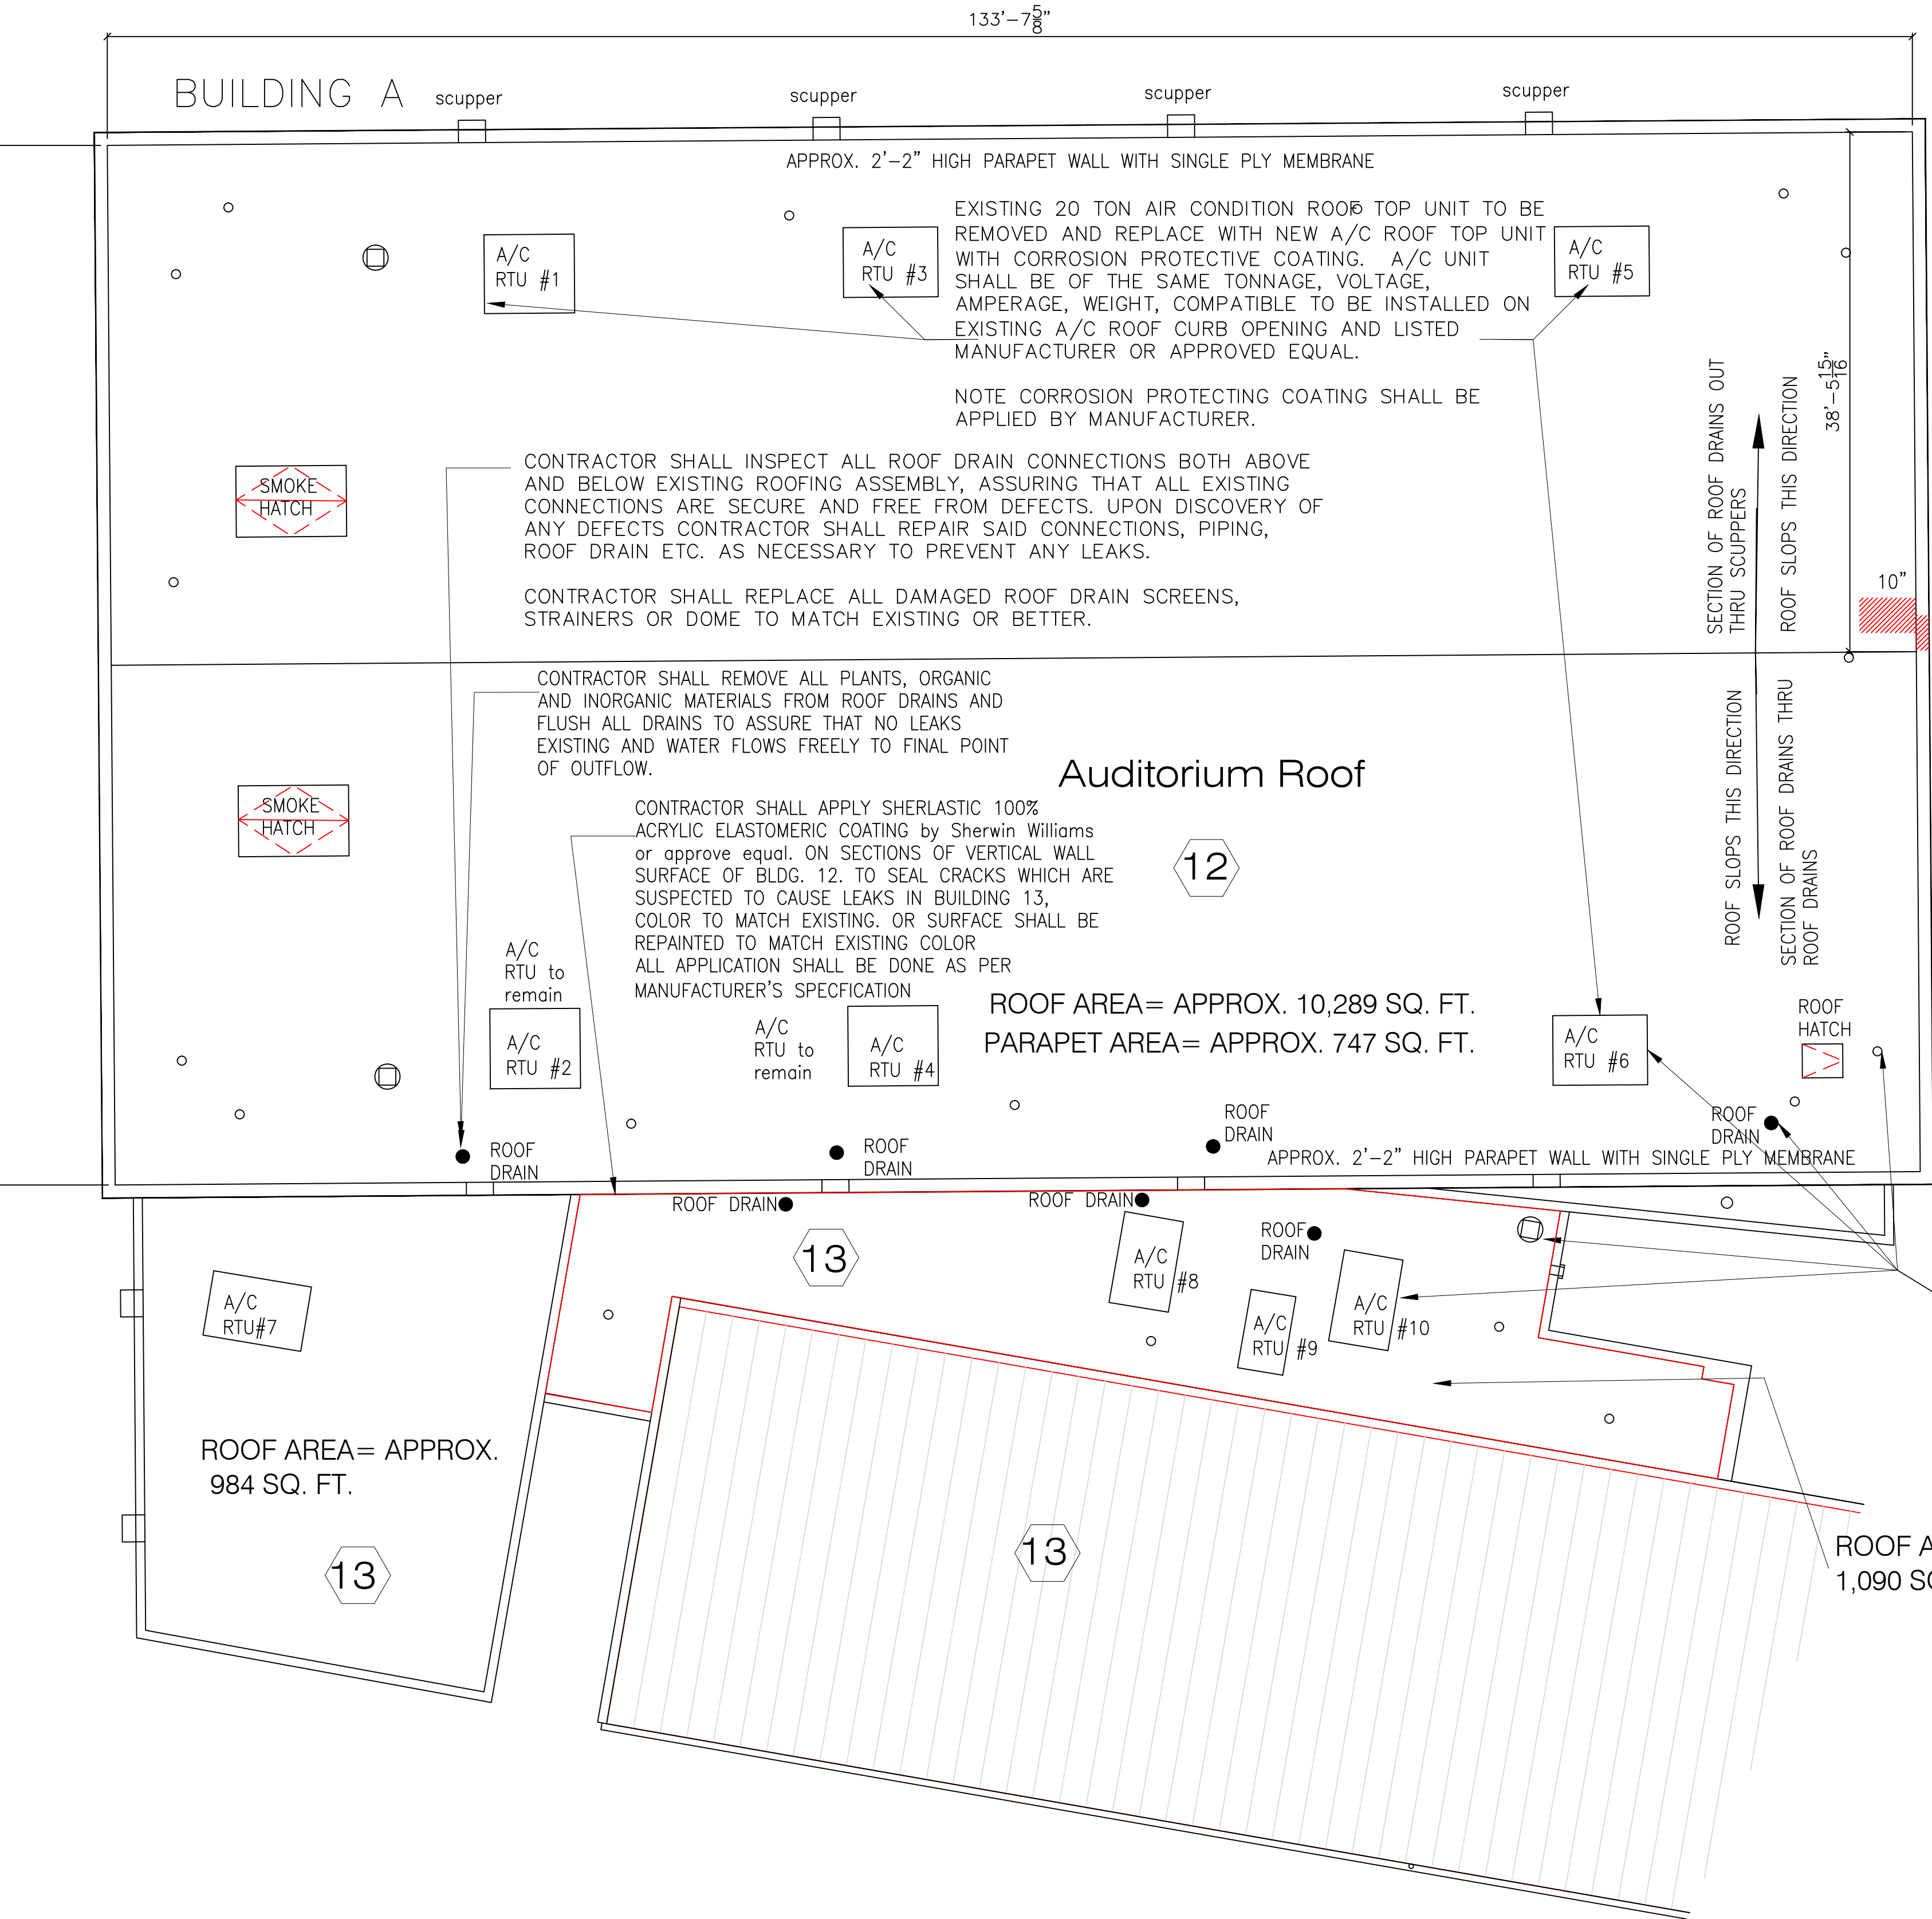 133'-7 5/8"
BUILDING A
scupper
scupper
scupper
scupper
APPROX. 2'-2" HIGH PARAPET WALL WITH SINGLE PLY MEMBRANE
A/C
RTU #1
A/C
RTU #3
EXISTING 20 TON AIR CONDITION ROOF TOP UNIT TO BE
REMOVED AND REPLACE WITH NEW A/C ROOF TOP UNIT
WITH CORROSION PROTECTIVE COATING. A/C UNIT
SHALL BE OF THE SAME TONNAGE, VOLTAGE,
AMPERAGE, WEIGHT, COMPATIBLE TO BE INSTALLED ON
EXISTING A/C ROOF CURB OPENING AND LISTED
MANUFACTURER OR APPROVED EQUAL.
NOTE CORROSION PROTECTING COATING SHALL BE
APPLIED BY MANUFACTURER.
A/C
RTU #5
38'-5 15/16"
SECTION OF ROOF DRAINS OUT
THRU SCUPPERS
ROOF SLOPS THIS DIRECTION
10"
SMOKE
HATCH
CONTRACTOR SHALL INSPECT ALL ROOF DRAIN CONNECTIONS BOTH ABOVE
AND BELOW EXISTING ROOFING ASSEMBLY, ASSURING THAT ALL EXISTING
CONNECTIONS ARE SECURE AND FREE FROM DEFECTS. UPON DISCOVERY OF
ANY DEFECTS CONTRACTOR SHALL REPAIR SAID CONNECTIONS, PIPING,
ROOF DRAIN ETC. AS NECESSARY TO PREVENT ANY LEAKS.
CONTRACTOR SHALL REPLACE ALL DAMAGED ROOF DRAIN SCREENS,
STRAINERS OR DOME TO MATCH EXISTING OR BETTER.
CONTRACTOR SHALL REMOVE ALL PLANTS, ORGANIC
AND INORGANIC MATERIALS FROM ROOF DRAINS AND
FLUSH ALL DRAINS TO ASSURE THAT NO LEAKS
EXISTING AND WATER FLOWS FREELY TO FINAL POINT
OF OUTFLOW.
Auditorium Roof
12
ROOF SLOPS THIS DIRECTION
SECTION OF ROOF DRAINS THRU
ROOF DRAINS
SMOKE
HATCH
CONTRACTOR SHALL APPLY SHERLASTIC 100%
ACRYLIC ELASTOMERIC COATING by Sherwin Williams
or approve equal. ON SECTIONS OF VERTICAL WALL
SURFACE OF BLDG. 12. TO SEAL CRACKS WHICH ARE
SUSPECTED TO CAUSE LEAKS IN BUILDING 13,
COLOR TO MATCH EXISTING. OR SURFACE SHALL BE
REPAINTED TO MATCH EXISTING COLOR
ALL APPLICATION SHALL BE DONE AS PER
MANUFACTURER'S SPECFICATION
A/C
RTU to
remain
A/C
RTU #2
A/C
RTU to
remain
A/C
RTU #4
ROOF AREA= APPROX. 10,289 SQ. FT.
PARAPET AREA= APPROX. 747 SQ. FT.
A/C
RTU #6
ROOF
HATCH
ROOF
DRAIN
ROOF
DRAIN
ROOF
DRAIN
ROOF
DRAIN
APPROX. 2'-2" HIGH PARAPET WALL WITH SINGLE PLY MEMBRANE
ROOF DRAIN
ROOF DRAIN
ROOF
DRAIN
13
A/C
RTU #8
A/C
RTU #9
A/C
RTU #10
A/C
RTU#7
ROOF AREA= APPROX.
984 SQ. FT.
13
13
ROOF A
1,090 S